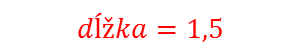 dĺžka = 1,5